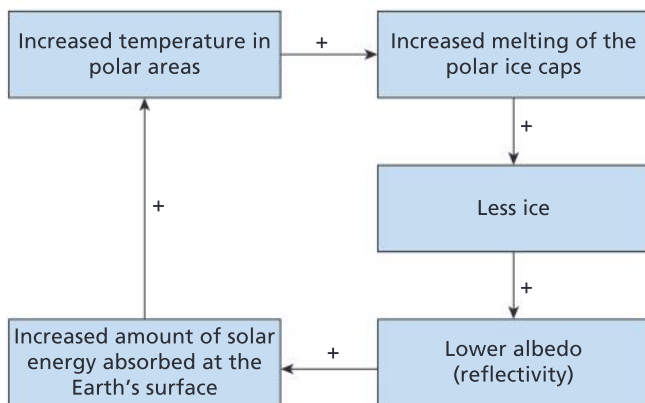 Increased temperature in
polar areas
+
Increased melting of the
polar ice caps
+
Less ice
+
Lower albedo
(reflectivity)
+
Increased amount of solar
energy absorbed at the
Earth's surface
+